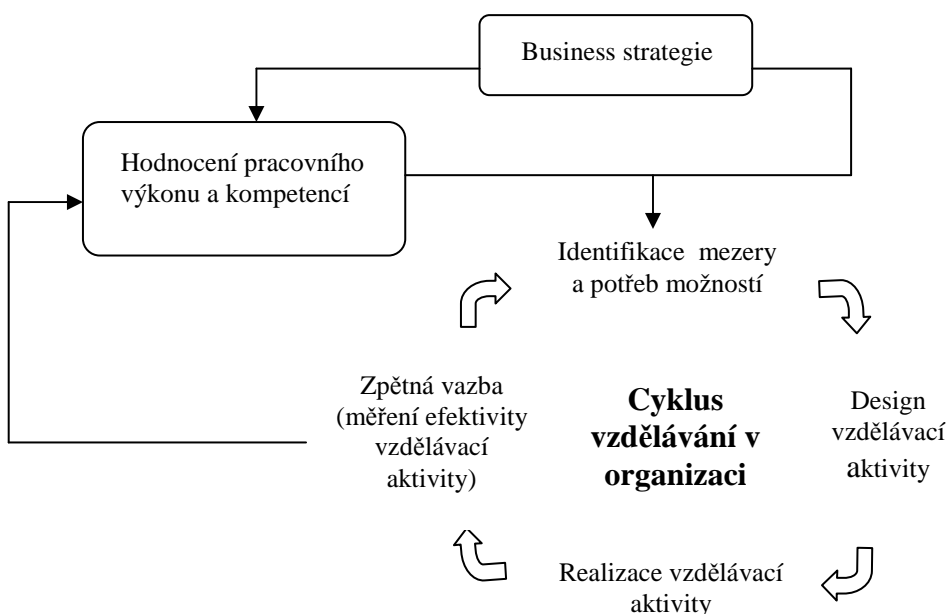 Business strategie
Hodnocení pracovního
výkonu a kompetencí
Identifikace mezery
a potřeb možností
Zpětná vazba
(měření efektivity
vzdělávací
aktivity)
Cyklus
vzdělávání v
organizaci
Design
vzdělávací
aktivity
Realizace vzdělávací
aktivity